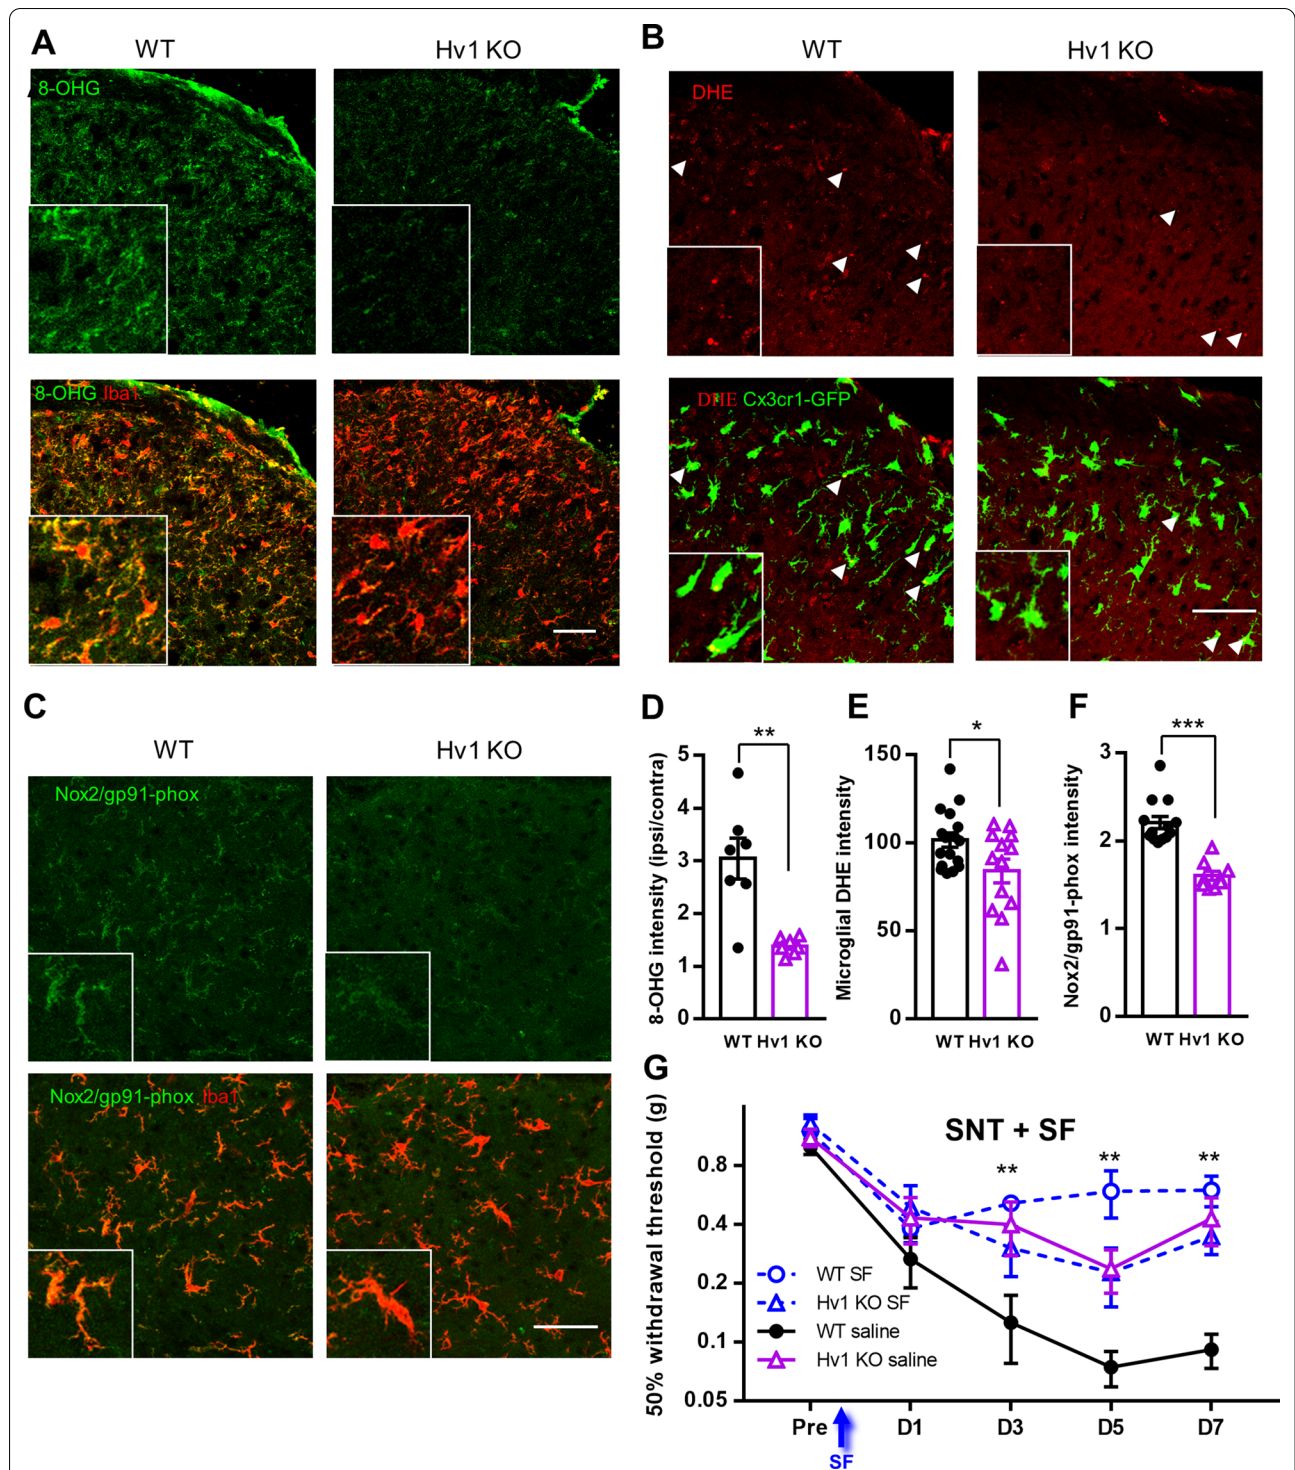 A
WT
Hv1 KO
8-OHG
8-OHG Iba1
B
WT
Hv1 KO
DHE
DHE Cx3cr1-GFP
C
WT
Hv1 KO
Nox2/gp91-phox
Nox2/gp91-phox Iba1
D
**
8-OHG intensity (ipsi/contra)
5
4
3
2
1
0
WT Hv1 KO
E
*
Microglial DHE intensity
150
100
50
0
WT Hv1 KO
F
***
Nox2/gp91-phox intensity
3
2
1
0
WT Hv1 KO
G
SNT + SF
50% withdrawal threshold (g)
0.8
0.4
0.2
0.1
0.05
** ** **
WT SF
Hv1 KO SF
WT saline
Hv1 KO saline
Pre D1 D3 D5 D7
SF